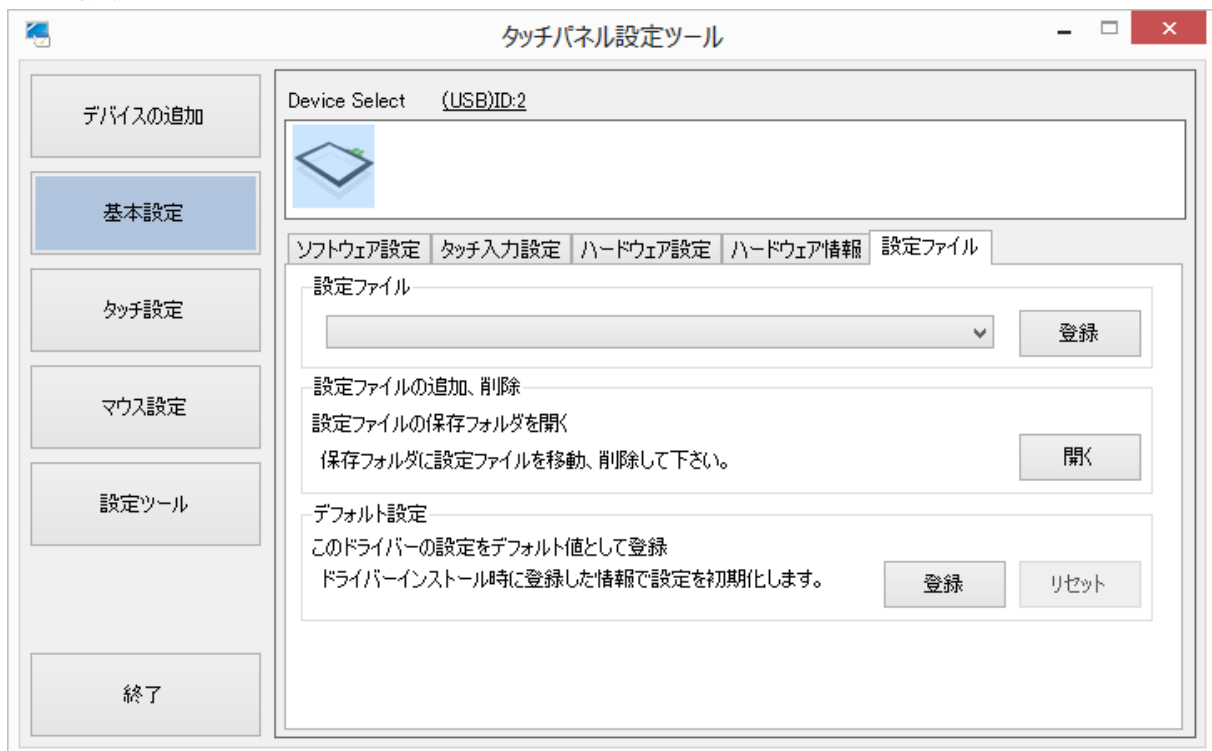 タッチパネル設定ツール
デバイスの追加
基本設定
タッチ設定
マウス設定
設定ツール
終了
Device Select (USB)ID:2
ソフトウェア設定 タッチ入力設定 ハードウェア設定 ハードウェア情報 設定ファイル
設定ファイル
登録
設定ファイルの追加、削除
設定ファイルの保存フォルダを開く
保存フォルダに設定ファイルを移動、削除して下さい。
開く
デフォルト設定
このドライバーの設定をデフォルト値として登録
ドライバーインストール時に登録した情報で設定を初期化します。
登録 リセット